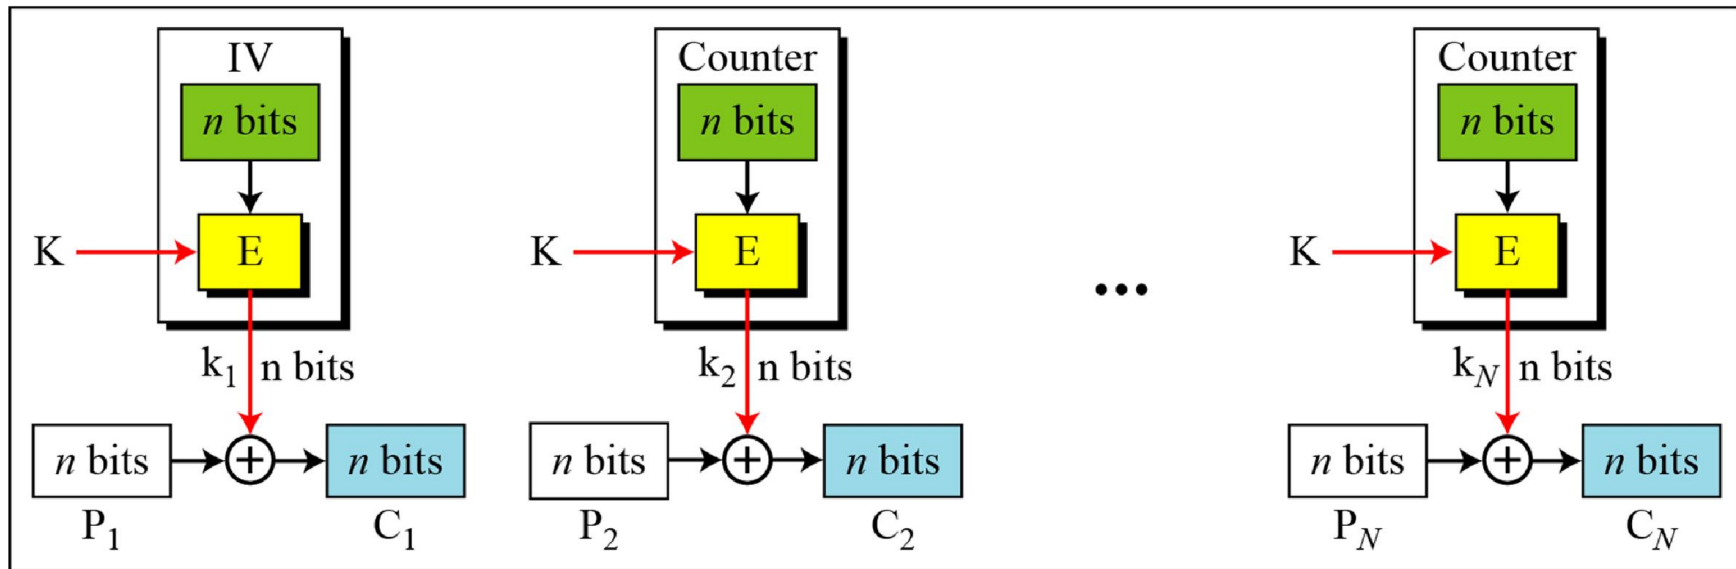 IV Counter Counter
n bits n bits n bits
K E K E K E
...
k1 n bits k2 n bits kN n bits
n bits + n bits n bits + n bits n bits + n bits
P1 C1 P2 C2 PN CN